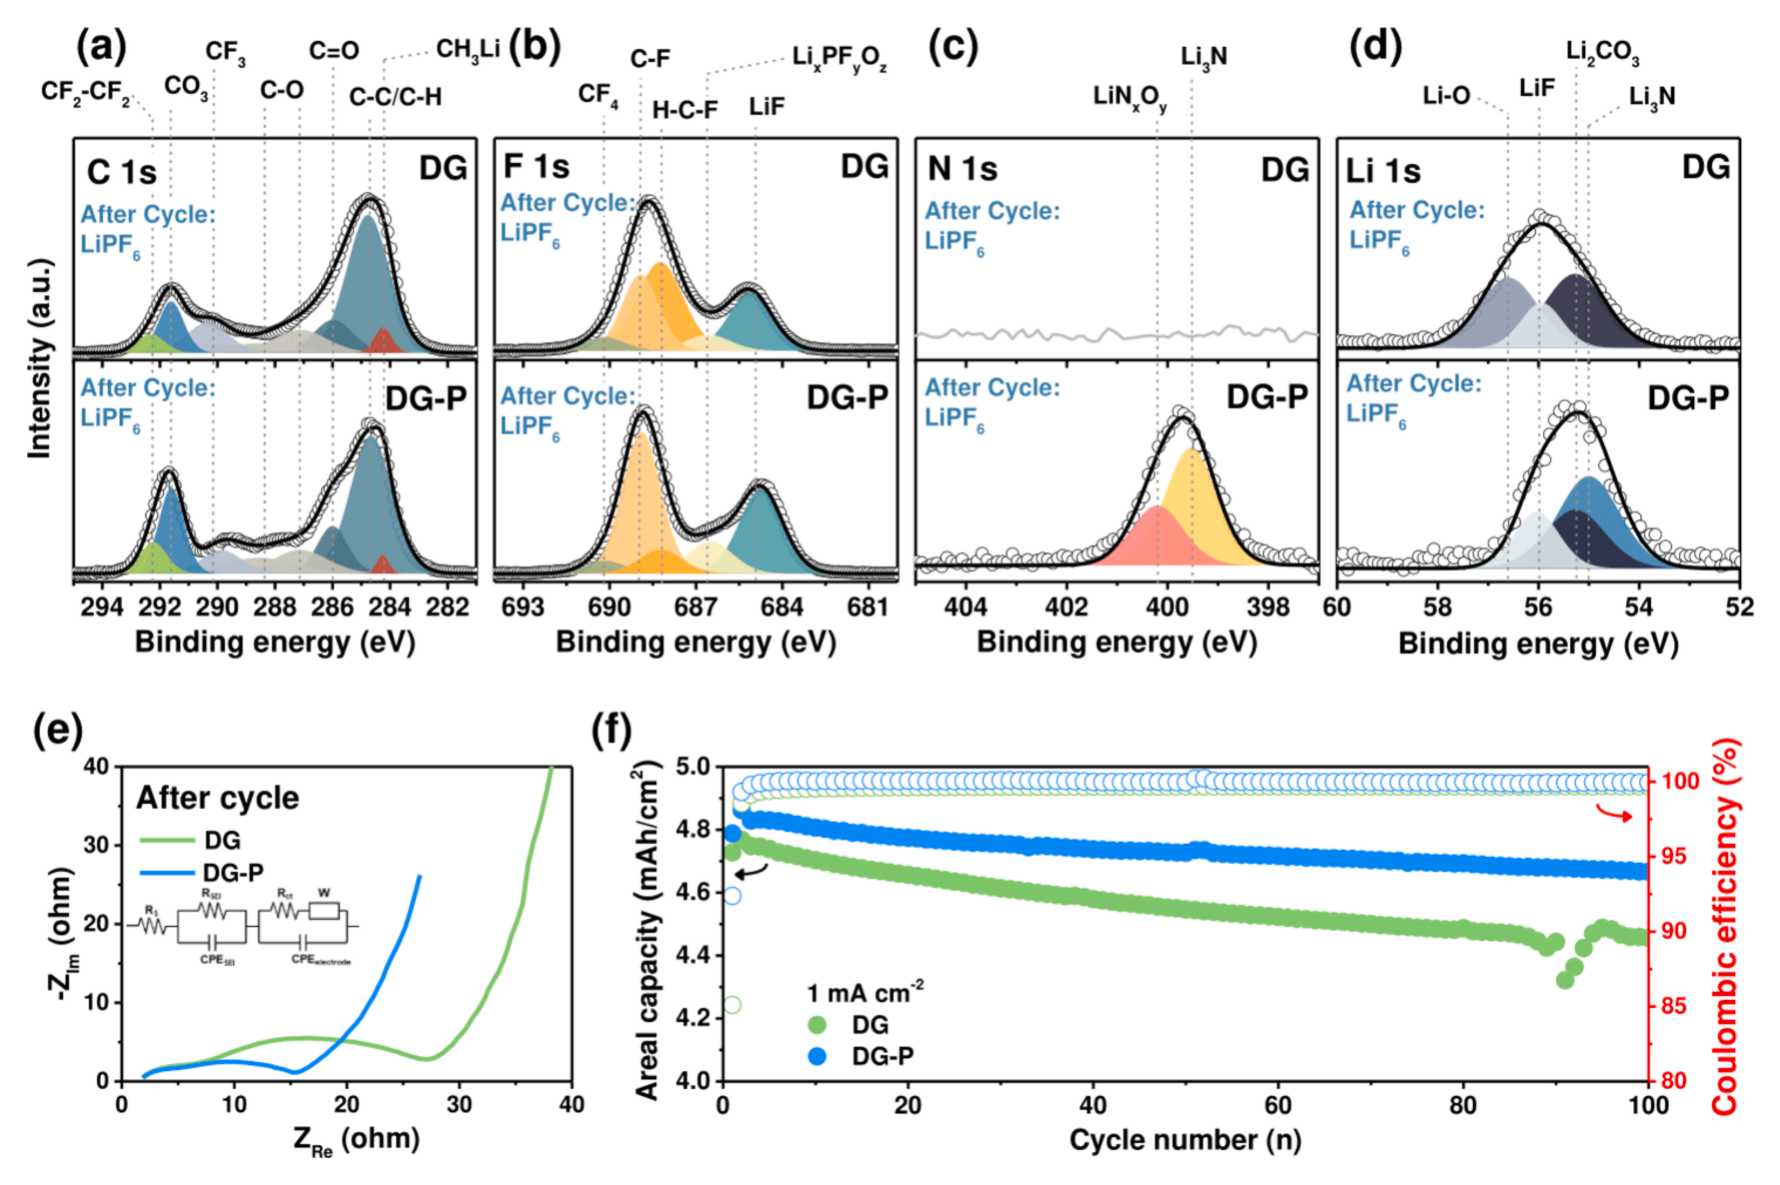 (a)
CF3
C=O
CH3Li
CF2-CF2
CO3
C-O
C-C/C-H
C 1s
DG
After Cycle:
LiPF6
After Cycle:
LiPF6
DG-P
294 292 290 288 286 284 282
Binding energy (eV)
Intensity (a.u.)
(b)
C-F
LixPFyOz
CF4
H-C-F
LiF
F 1s
DG
After Cycle:
LiPF6
After Cycle:
LiPF6
DG-P
693 690 687 684 681
Binding energy (eV)
(c)
Li3N
LiNxOy
N 1s
DG
After Cycle:
LiPF6
After Cycle:
LiPF6
DG-P
404 402 400 398
Binding energy (eV)
(d)
Li2CO3
Li-O
LiF
Li3N
Li 1s
DG
After Cycle:
LiPF6
After Cycle:
LiPF6
DG-P
60 58 56 54 52
Binding energy (eV)
(e)
After cycle
DG
DG-P
Rs
RSEI
Rct
W
CPESEI
CPEelectrode
40
30
20
10
0
0 10 20 30 40
-ZIm (ohm)
ZRe (ohm)
(f)
5.0
4.8
4.6
4.4
4.2
4.0
Areal capacity (mAh/cm2)
1 mA cm-2
DG
DG-P
0 20 40 60 80 100
Cycle number (n)
100
95
90
85
80
Coulombic efficiency (%)